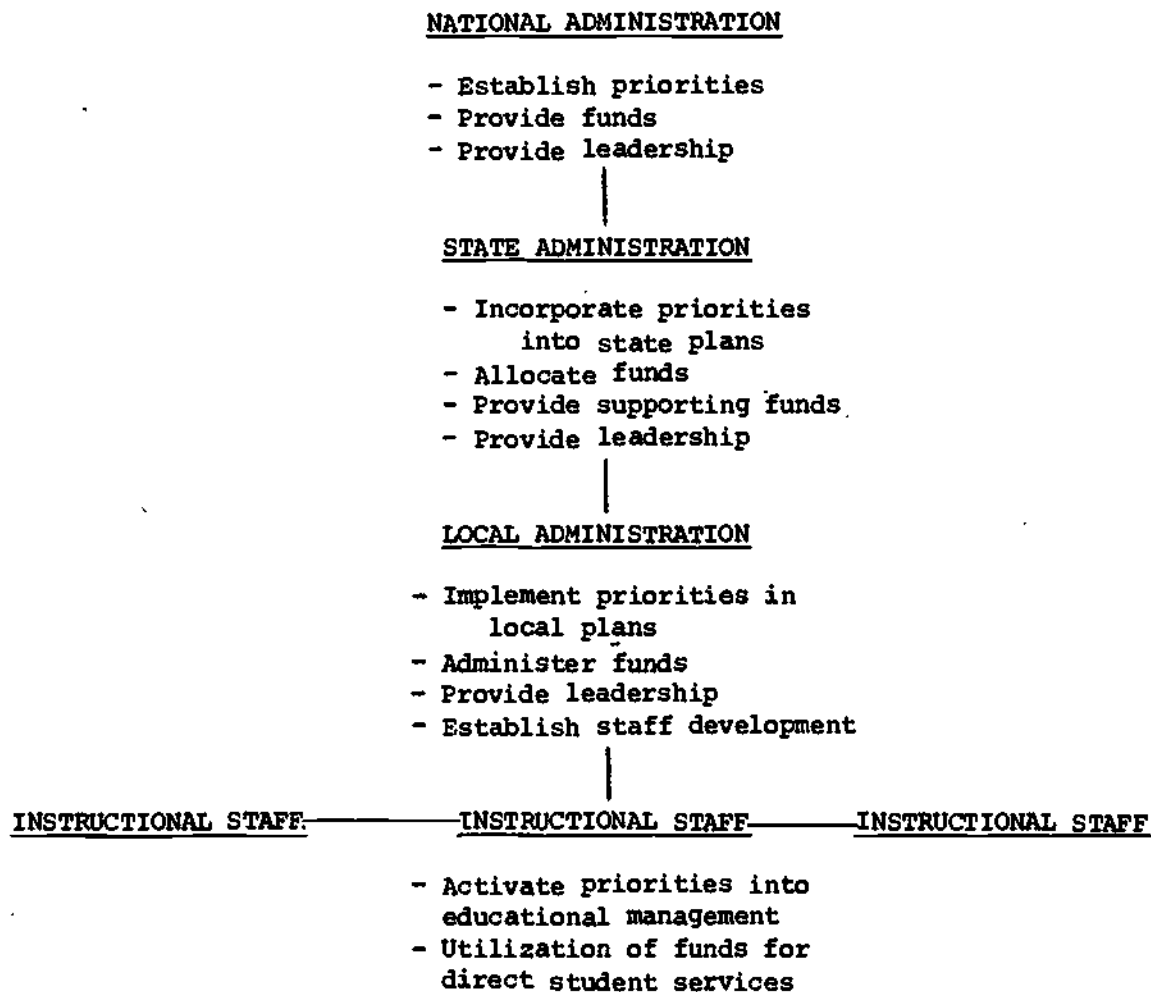 NATIONAL ADMINISTRATION
- Establish priorities
- Provide funds
- Provide leadership
STATE ADMINISTRATION
- Incorporate priorities
into state plans
- Allocate funds
- Provide supporting funds
- Provide leadership
LOCAL ADMINISTRATION
- Implement priorities in
local plans
- Administer funds
- Provide leadership
- Establish staff development
INSTRUCTIONAL STAFF INSTRUCTIONAL STAFF INSTRUCTIONAL STAFF
- Activate priorities into
educational management
- Utilization of funds for
direct student services